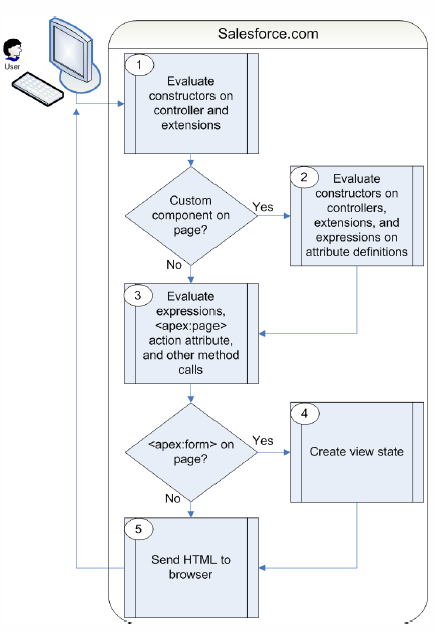 Salesforce.com
User
1
Evaluate
constructors on
controller and
extensions
Custom
component on
page?
Yes
No
2
Evaluate
constructors on
controllers,
extensions, and
expressions on
attribute definitions
3
Evaluate
expressions,
<apex:page>
action attribute,
and other method
calls
<apex:form> on
page?
Yes
No
4
Create view state
5
Send HTML to
browser